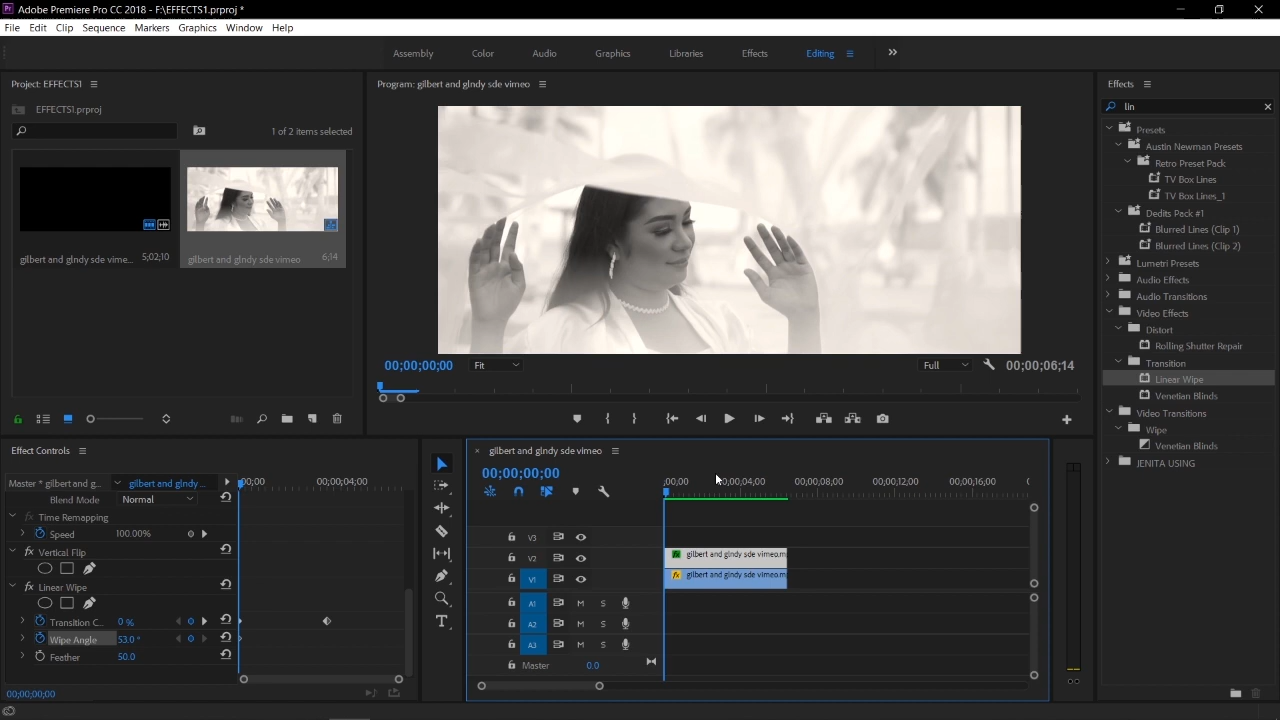 Adobe Premiere Pro CC 2018 - F:\EFFECTS1.prproj *
File Edit Clip Sequence Markers Graphics Window Help
Assembly Color Audio Graphics Libraries Effects Editing
Project: EFFECTS1
EFFECTS1.prproj
1 of 2 items selected
gilbert and glndy sde vime... 5;02;10
gilbert and glndy sde vimeo 6;14
Program: gilbert and glndy sde vimeo
00;00;00;00 Fit Full 00;00;06;14
Effects
lin
Presets
Austin Newman Presets
Retro Preset Pack
TV Box Lines
TV Box Lines_1
Dedits Pack #1
Blurred Lines (Clip 1)
Blurred Lines (Clip 2)
Lumetri Presets
Audio Effects
Audio Transitions
Video Effects
Distort
Rolling Shutter Repair
Transition
Linear Wipe
Venetian Blinds
Video Transitions
Wipe
Venetian Blinds
JENITA USING
Effect Controls
Master * gilbert and g... gilbert and glndy ... ;00;00 00;00;04;00
Blend Mode Normal
fx Time Remapping
Speed 100.00%
fx Vertical Flip
fx Linear Wipe
Transition C... 0 %
Wipe Angle 53.0 °
Feather 50.0
00;00;00;00
gilbert and glndy sde vimeo
00;00;00;00
;00;00 00;00;04;00 00;00;08;00 00;00;12;00 00;00;16;00
V3
V2 fx gilbert and glndy sde vimeo.m
V1 fx gilbert and glndy sde vimeo.m
A1 M S
A2 M S
A3 M S
Master 0.0